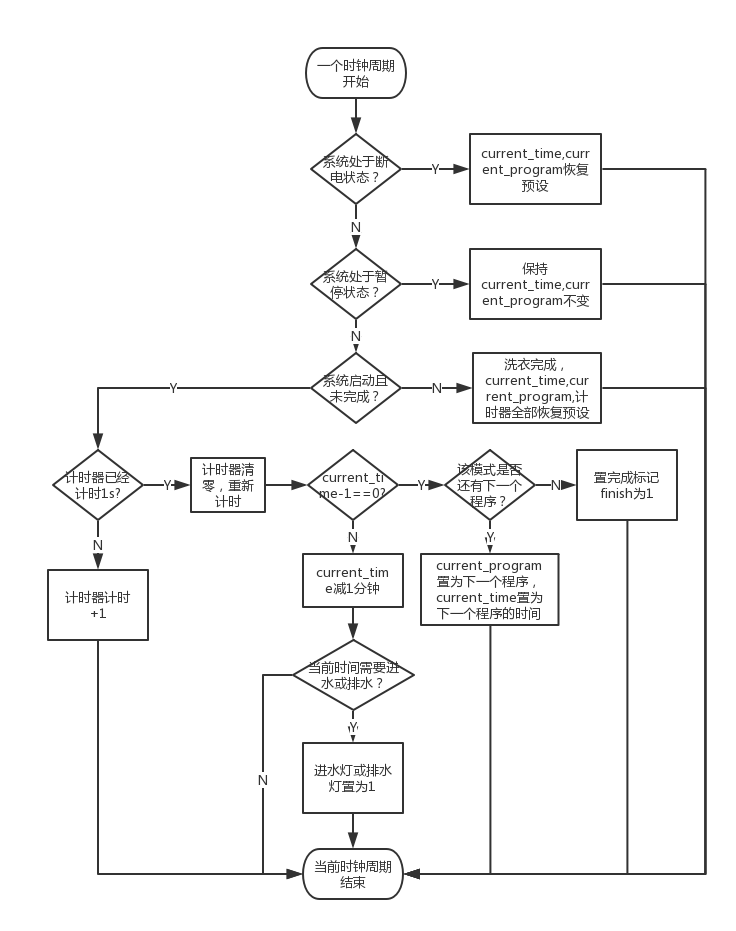 一个时钟周期
开始
系统处于断
电状态？
Y
current_time,curr
ent_program恢复
预设
N
系统处于暂
停状态？
Y
保持
current_time,curr
ent_program不变
N
系统启动且
未完成？
Y
N
洗衣完成，
current_time,cur
rent_program,计
时器全部恢复预设
计时器已经
计时1s?
Y
计时器清
零，重新
计时
current_ti
me-1==0?
Y
该模式是否
还有下一个
程序？
N
置完成标记
finish为1
N
N
Y
计时器计时
+1
current_tim
e减1分钟
current_program
置为下一个程序，
current_time置为
下一个程序的时间
当前时间需要进
水或排水？
N
Y
进水灯或排水
灯置为1
当前时钟周期
结束